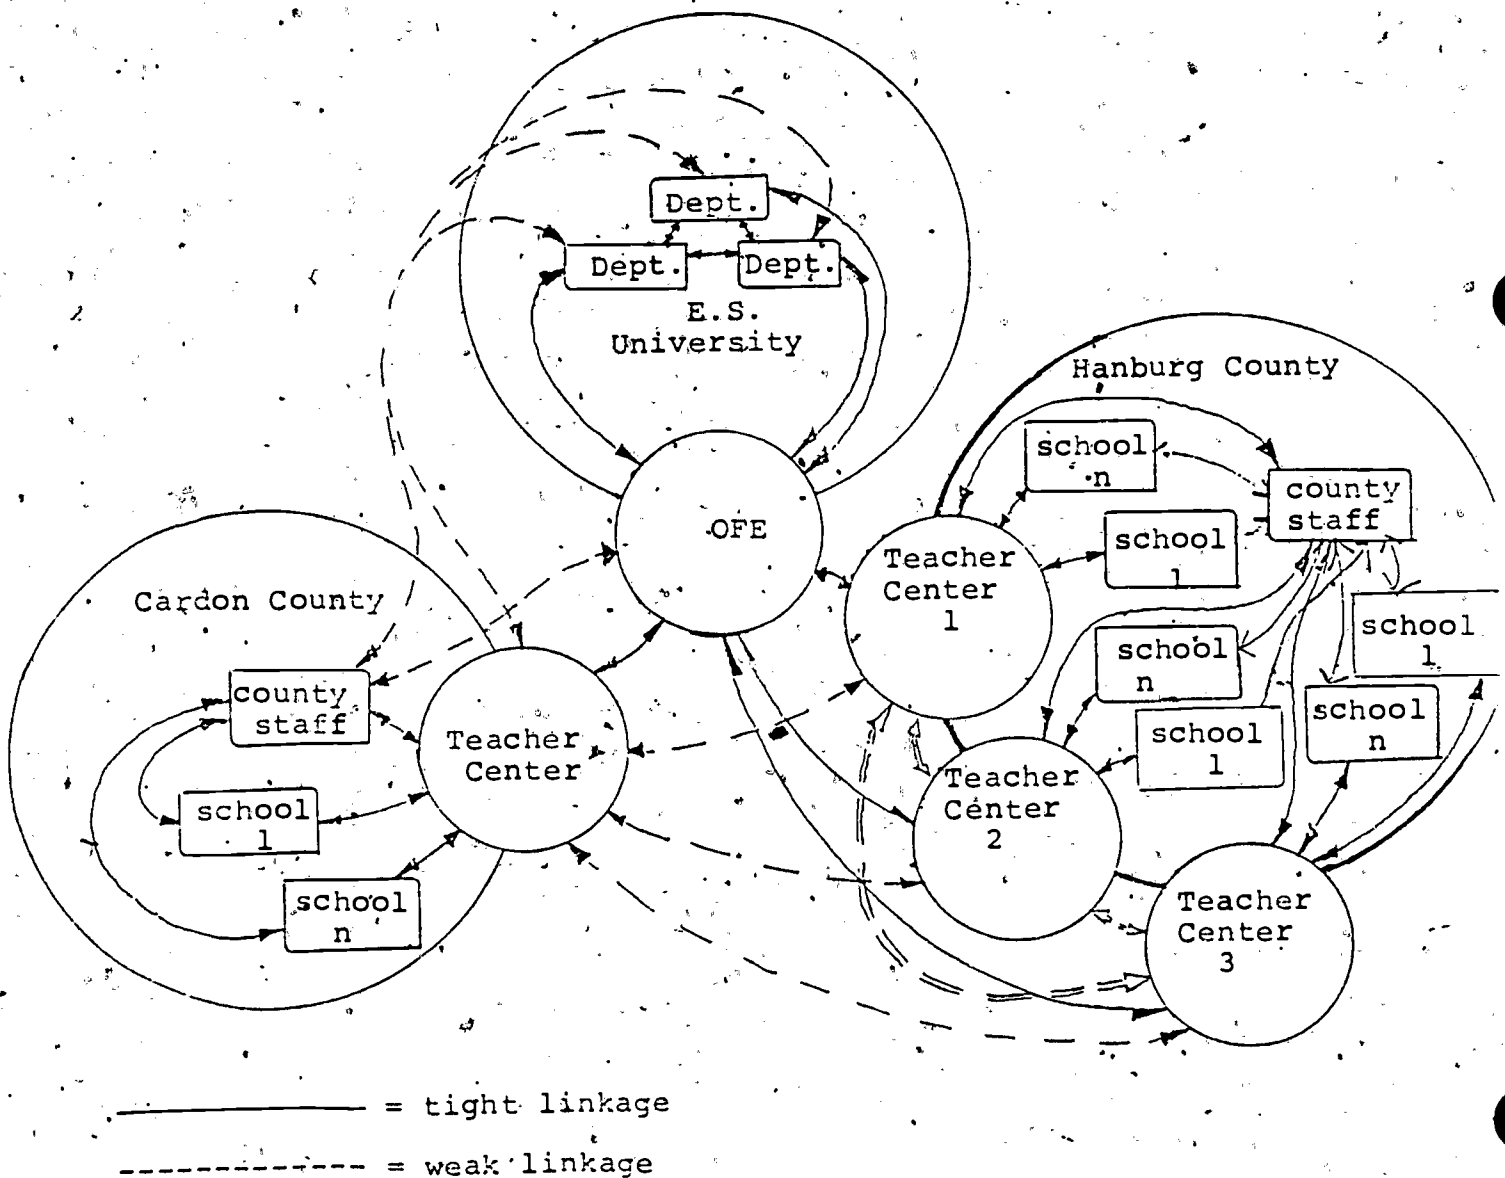 Dept.
Dept.
Dept.
E.S.
University
Hanburg County
school
n
county
staff
school
1
OFE
Teacher
Center
1
Cardon County
school
n
school
1
school
1
school
n
county
staff
Teacher
Center
Teacher
Center
2
school
1
school
n
Teacher
Center
3
= tight linkage
= weak linkage